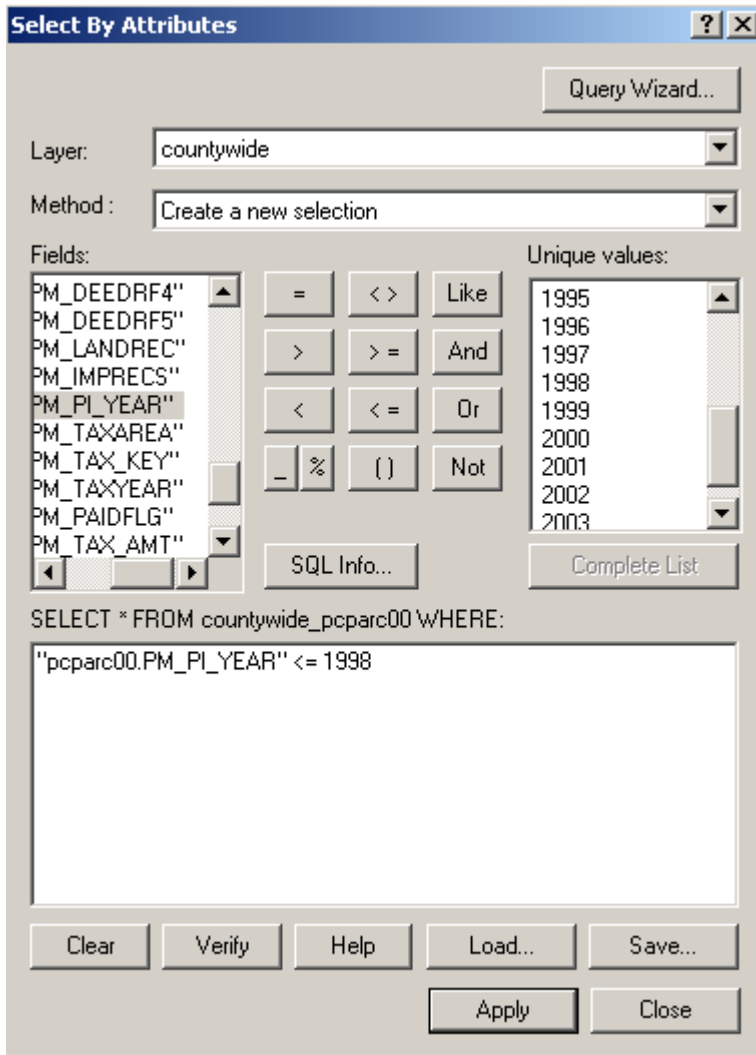 Select By Attributes
Query Wizard...
Layer: countywide
Method : Create a new selection
Fields:
PM_DEEDRF4"
PM_DEEDRF5"
PM_LANDREC"
PM_IMPRECS"
PM_PI_YEAR"
PM_TAXAREA"
PM_TAX_KEY"
PM_TAXYEAR"
PM_PAIDFLG"
PM_TAX_AMT"
= < > Like
> > = And
< < = Or
_ % ( ) Not
SQL Info...
Unique values:
1995
1996
1997
1998
1999
2000
2001
2002
2003
Complete List
SELECT * FROM countywide_pcparc00 WHERE:
"pcparc00.PM_PI_YEAR" <= 1998
Clear Verify Help Load... Save...
Apply Close